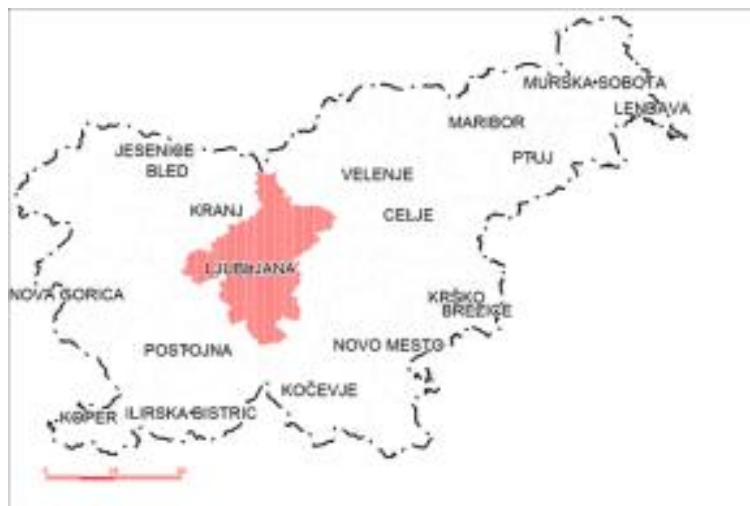 MURSKA SOBOTA
LENDAVA
MARIBOR
JESENICE
BLED
PTUJ
VELENJE
KRANJ
CELJE
LJUBLJANA
NOVA GORICA
KRŠKO
BREŽICE
POSTOJNA
NOVO MESTO
KOČEVJE
KOPER
ILIRSKA BISTRIC